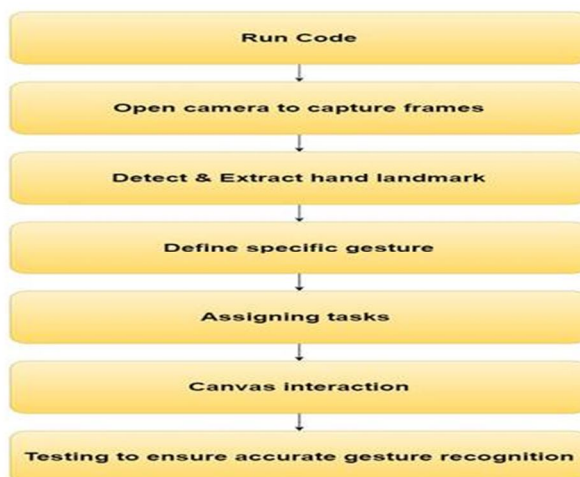 Run Code
Open camera to capture frames
Detect & Extract hand landmark
Define specific gesture
Assigning tasks
Canvas interaction
Testing to ensure accurate gesture recognition